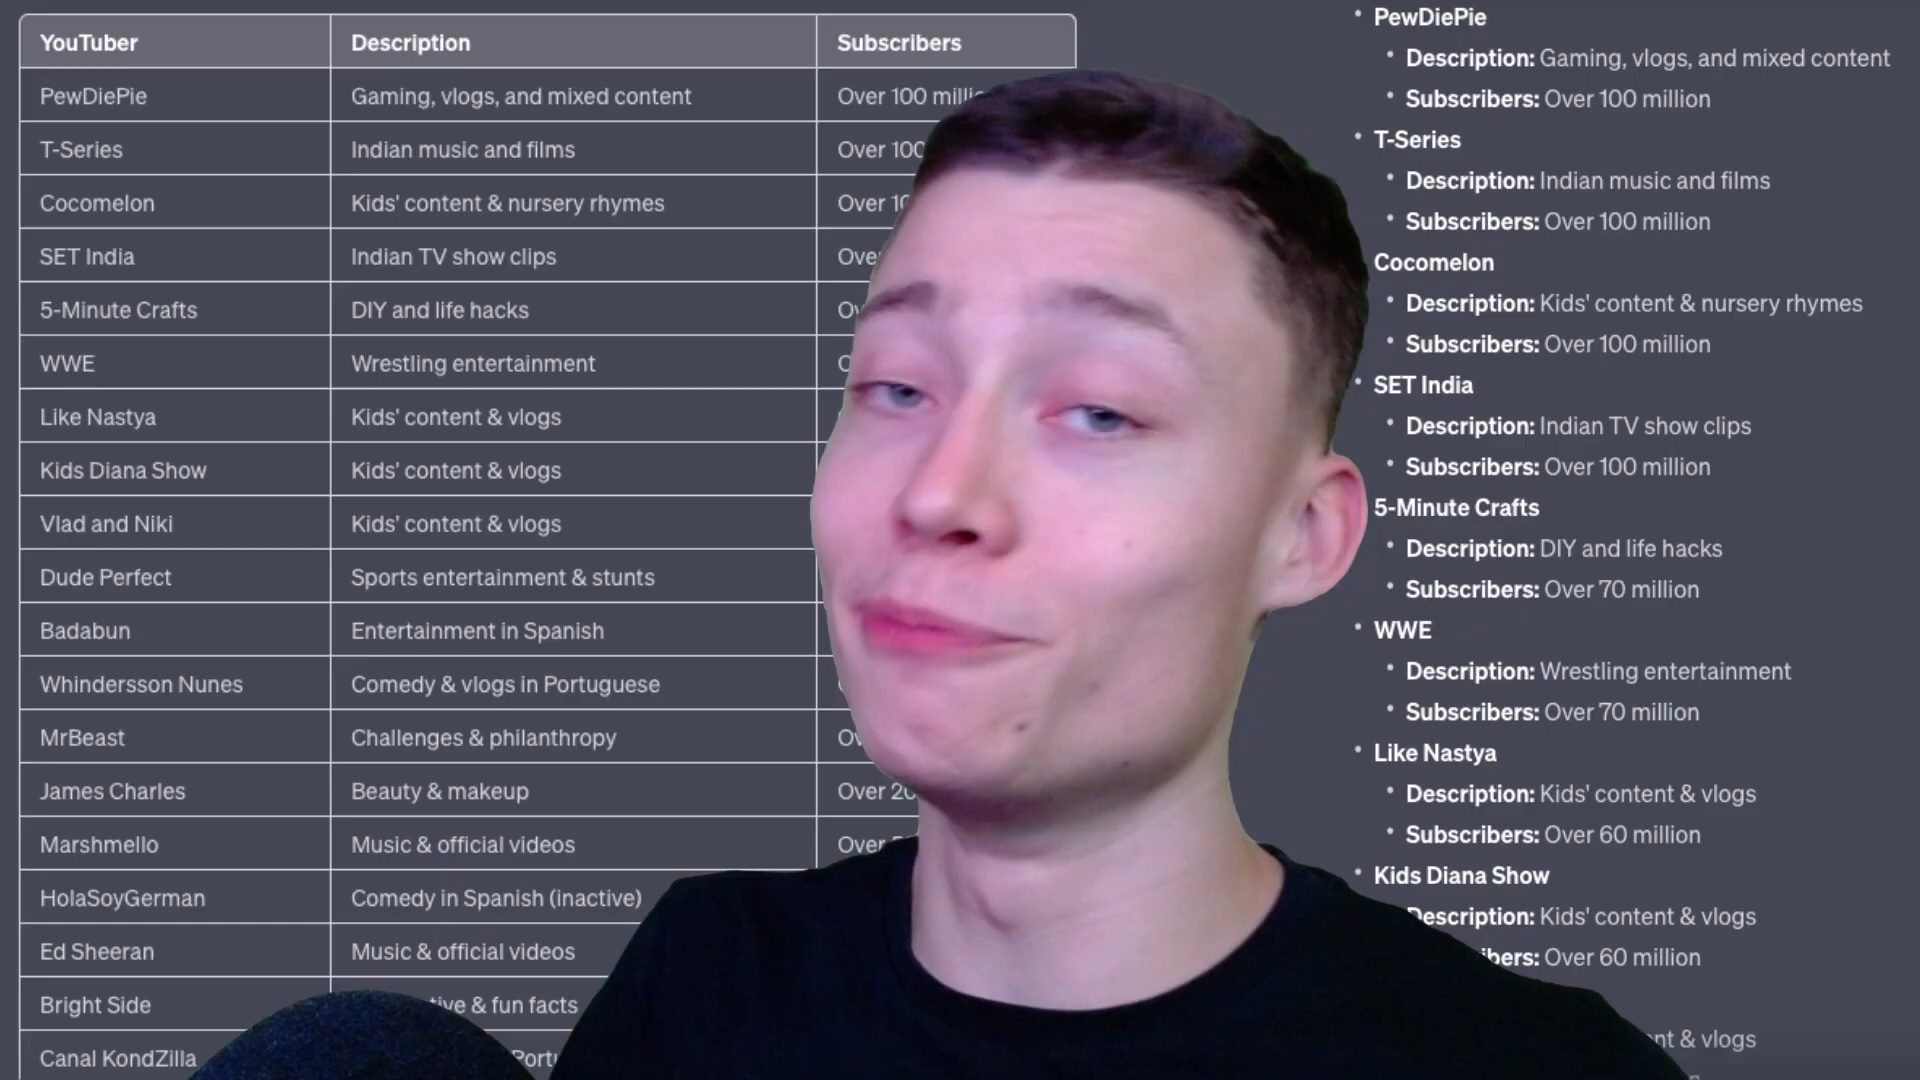 YouTuber Description Subscribers
PewDiePie Gaming, vlogs, and mixed content Over 100
T-Series Indian music and films Over 100
Cocomelon Kids' content & nursery rhymes Over
SET India Indian TV show clips Over
5-Minute Crafts DIY and life hacks
WWE Wrestling entertainment
Like Nastya Kids' content & vlogs
Kids Diana Show Kids' content & vlogs
Vlad and Niki Kids' content & vlogs
Dude Perfect Sports entertainment & stunts
Badabun Entertainment in Spanish
Whindersson Nunes Comedy & vlogs in Portuguese
MrBeast Challenges & philanthropy
James Charles Beauty & makeup Over
Marshmello Music & official videos Over
HolaSoyGerman Comedy in Spanish (inactive)
Ed Sheeran Music & official videos
Bright Side & fun facts
Canal KondZilla
PewDiePie
Description: Gaming, vlogs, and mixed content
Subscribers: Over 100 million
T-Series
Description: Indian music and films
Subscribers: Over 100 million
Cocomelon
Description: Kids' content & nursery rhymes
Subscribers: Over 100 million
SET India
Description: Indian TV show clips
Subscribers: Over 100 million
5-Minute Crafts
Description: DIY and life hacks
Subscribers: Over 70 million
WWE
Description: Wrestling entertainment
Subscribers: Over 70 million
Like Nastya
Description: Kids' content & vlogs
Subscribers: Over 60 million
Kids Diana Show
Description: Kids' content & vlogs
Over 60 million
& vlogs